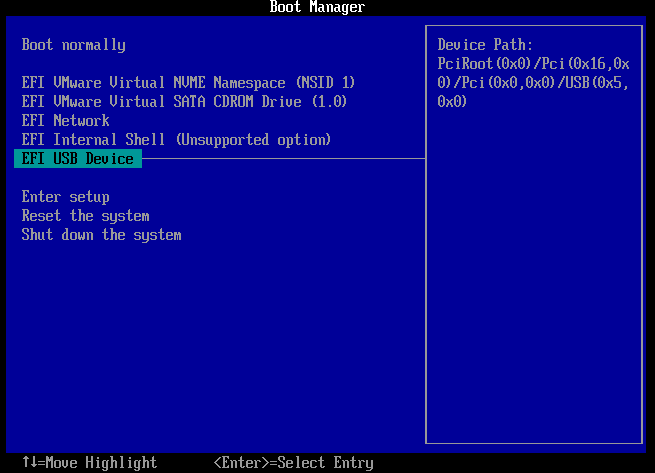 Boot Manager
Boot normally
EFI VMware Virtual NVME Namespace (NSID 1)
EFI VMware Virtual SATA CDROM Drive (1.0)
EFI Network
EFI Internal Shell (Unsupported option)
EFI USB Device
Enter setup
Reset the system
Shut down the system
Device Path:
PciRoot(0x0)/Pci(0x16,0x
0)/Pci(0x0,0x0)/USB(0x5,
0x0)
↑↓=Move Highlight
<Enter>=Select Entry